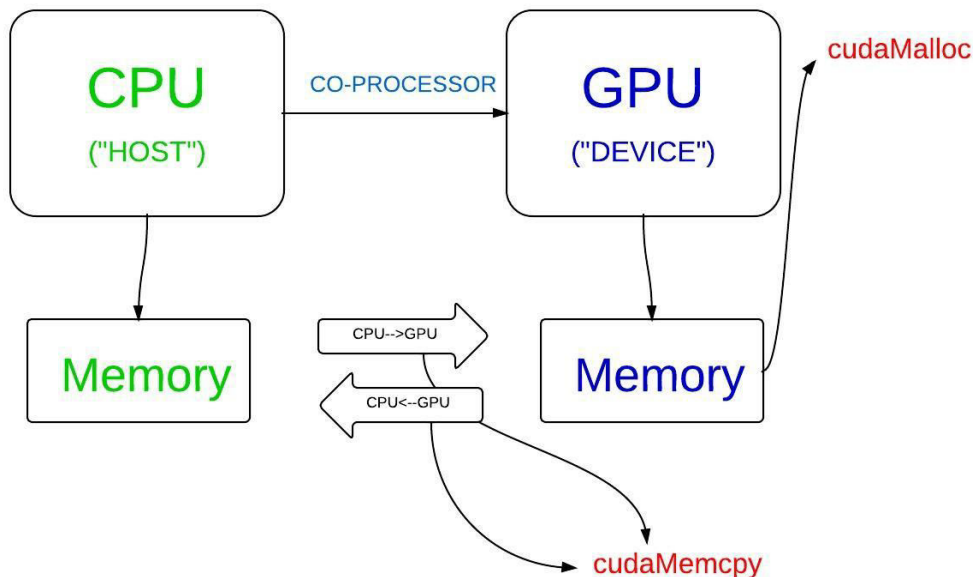 CPU
("HOST")
CO-PROCESSOR
GPU
("DEVICE")
cudaMalloc
Memory
CPU-->GPU
CPU<--GPU
Memory
cudaMemcpy